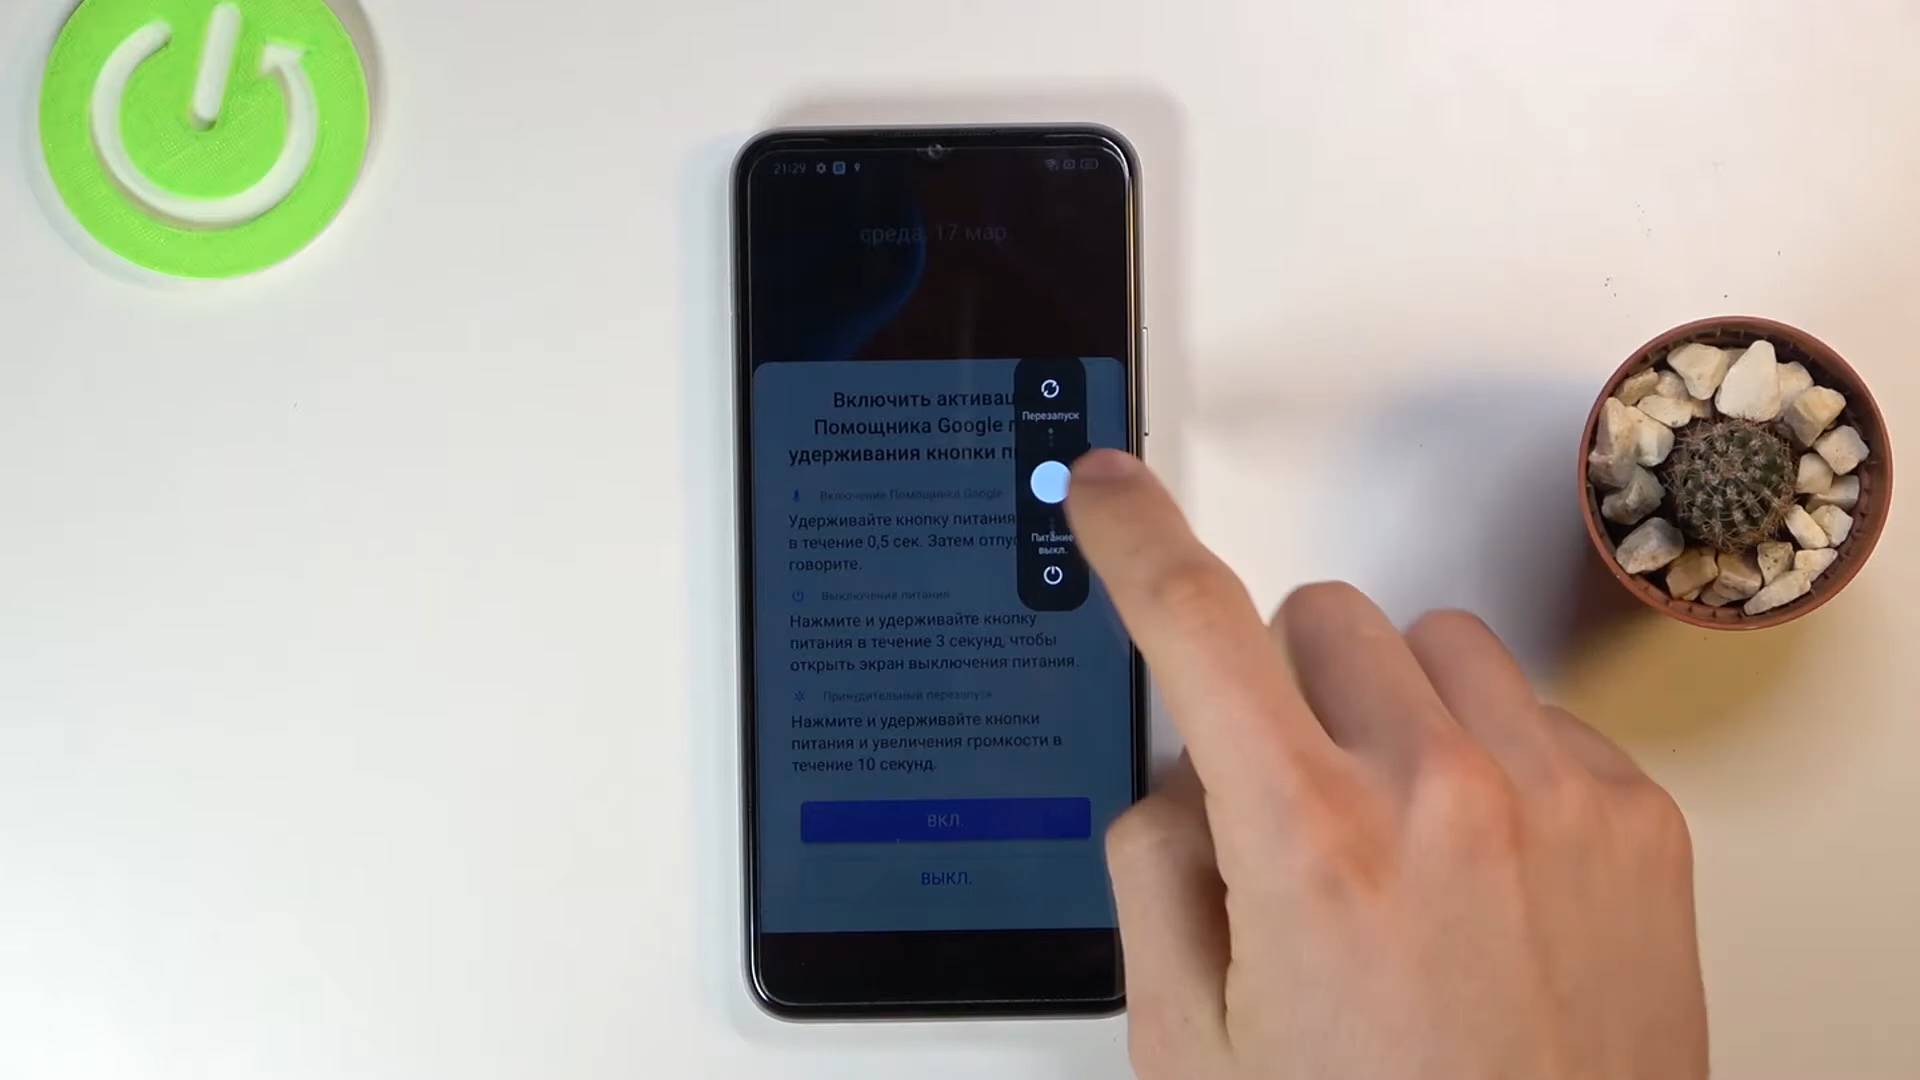 21:29
среда, 17 мар.
Включить
Помощника Google
удерживания кнопки
Перезапуск
Включение Помощника Google
Удерживайте кнопку питания
в течение 0,5 сек. Затем
говорите.
Питание
выкл.
Выключение питания
Нажмите и удерживайте кнопку
питания в течение 3 секунд, чтобы
открыть экран выключения питания.
Принудительный перезапуск
Нажмите и удерживайте кнопки
питания и увеличения громкости в
течение 10 секунд.
ВКЛ.
ВЫКЛ.